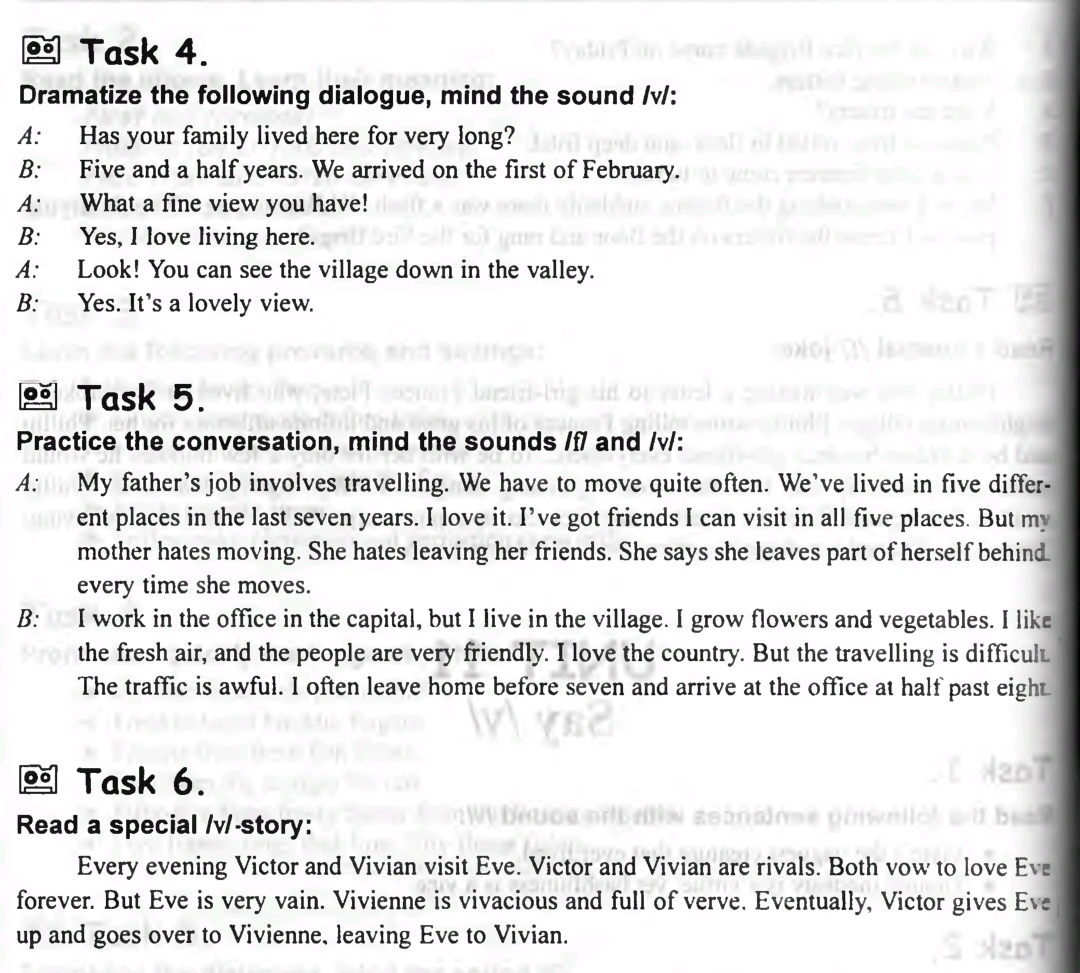 Task 4.
Dramatize the following dialogue, mind the sound /v/:
A: Has your family lived here for very long?
B: Five and a half years. We arrived on the first of February.
A: What a fine view you have!
B: Yes, I love living here.
A: Look! You can see the village down in the valley.
B: Yes. It's a lovely view.
Task 5.
Practice the conversation, mind the sounds /f/ and /v/:
A: My father's job involves travelling. We have to move quite often. We've lived in five differ-
ent places in the last seven years. I love it. I've got friends I can visit in all five places. But my
mother hates moving. She hates leaving her friends. She says she leaves part of herself behind
every time she moves.
B: I work in the office in the capital, but I live in the village. I grow flowers and vegetables. I like
the fresh air, and the people are very friendly. I love the country. But the travelling is difficult.
The traffic is awful. I often leave home before seven and arrive at the office at half past eight.
Task 6.
Read a special /v/-story:
Every evening Victor and Vivian visit Eve. Victor and Vivian are rivals. Both vow to love Eve
forever. But Eve is very vain. Vivienne is vivacious and full of verve. Eventually, Victor gives Eve
up and goes over to Vivienne, leaving Eve to Vivian.